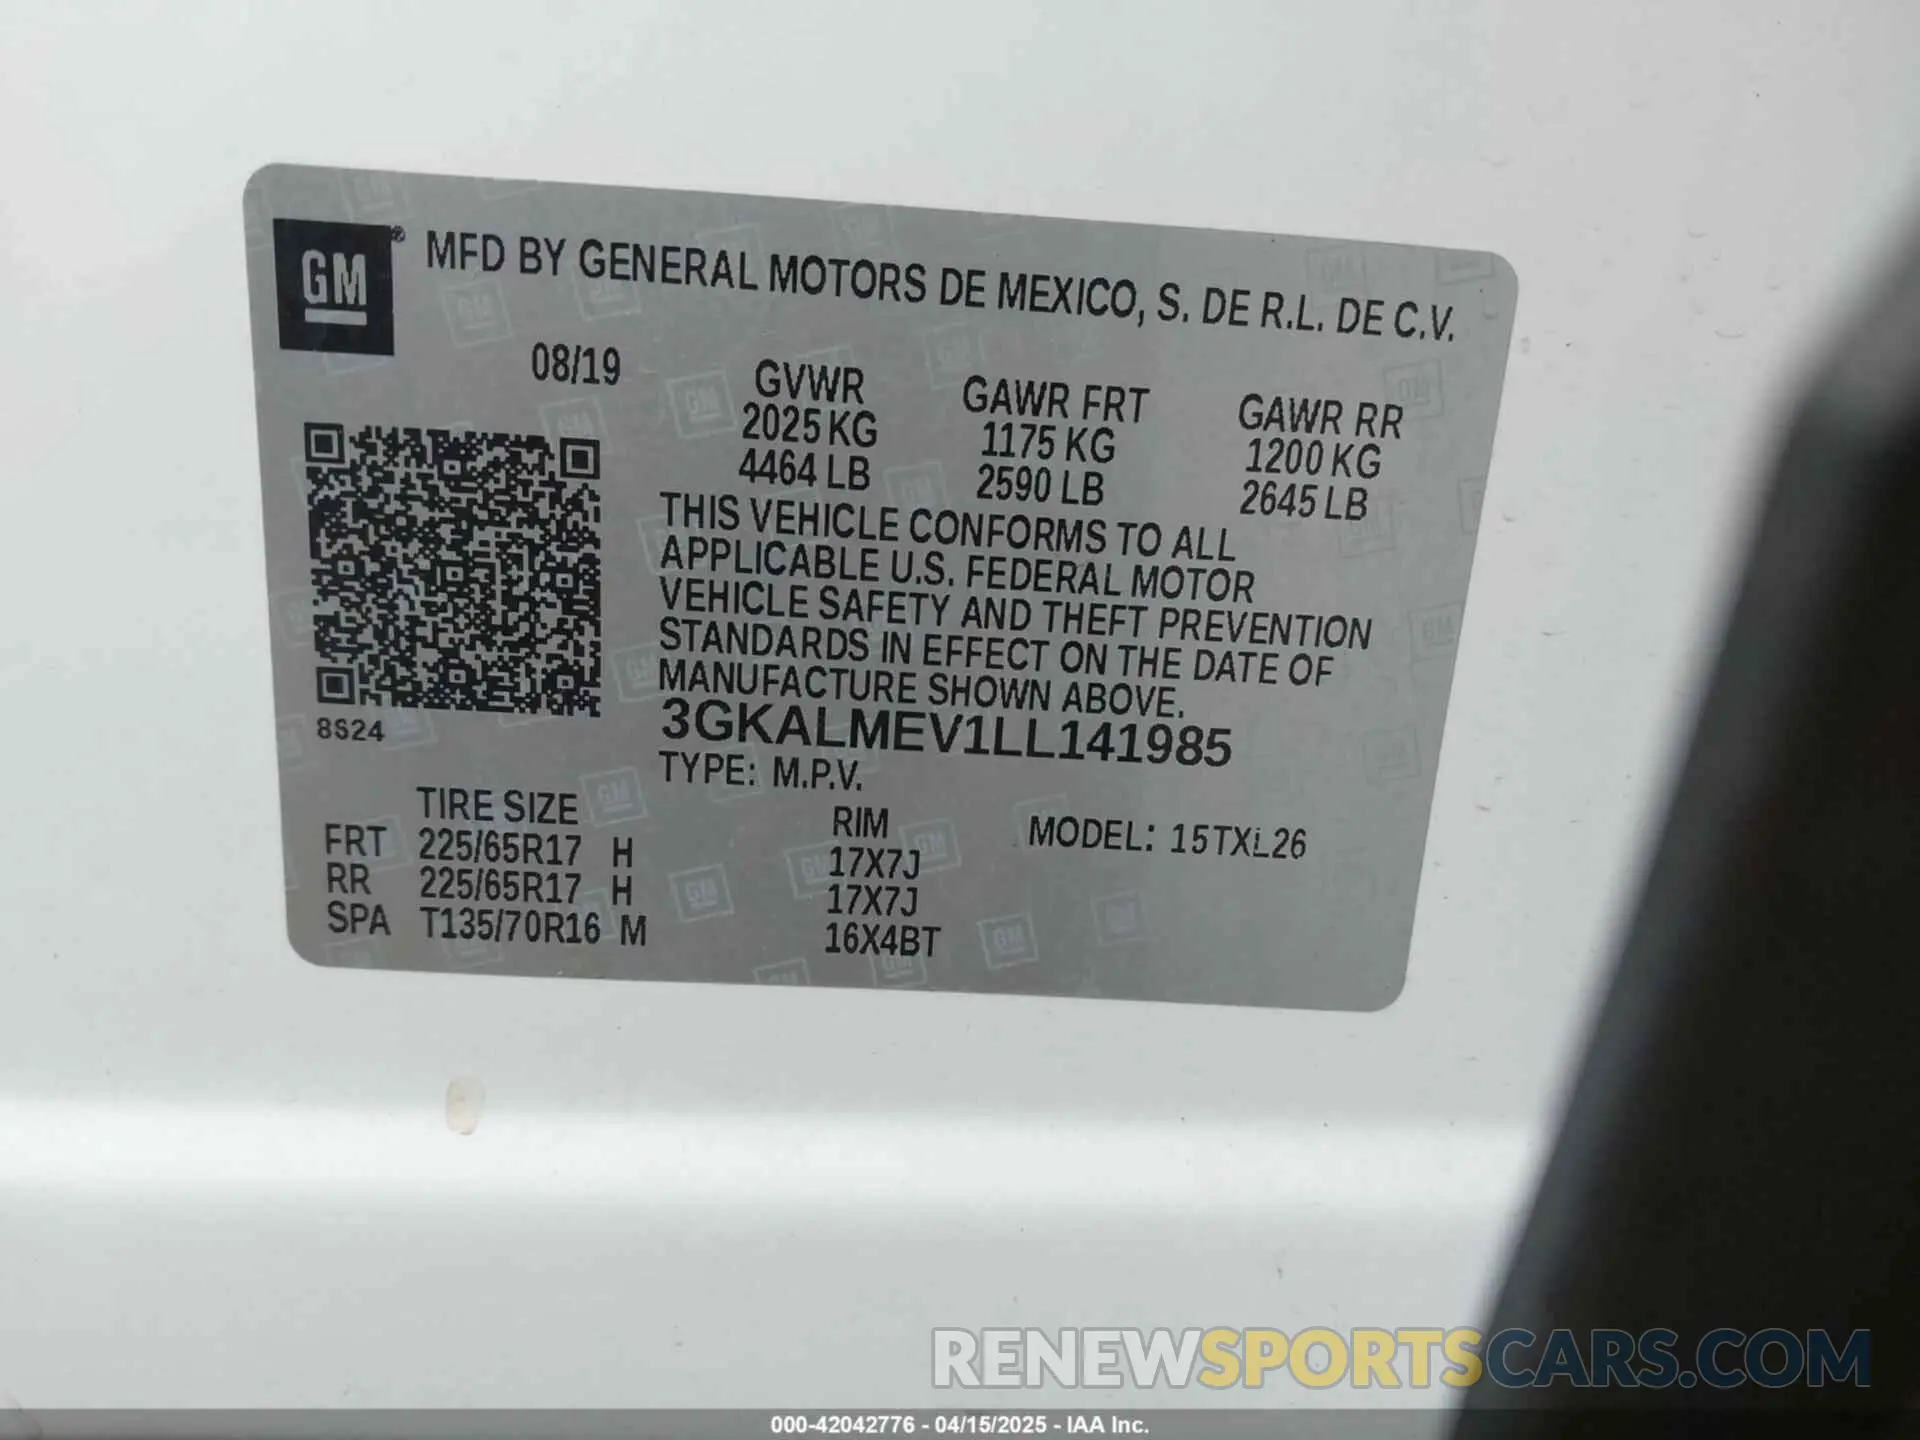 GM® MFD BY GENERAL MOTORS DE MEXICO, S. DE R.L. DE C.V.
08/19 GVWR GAWR FRT GAWR RR
2025 KG 1175 KG 1200 KG
4464 LB 2590 LB 2645 LB
THIS VEHICLE CONFORMS TO ALL
APPLICABLE U.S. FEDERAL MOTOR
VEHICLE SAFETY AND THEFT PREVENTION
STANDARDS IN EFFECT ON THE DATE OF
MANUFACTURE SHOWN ABOVE.
8S24 3GKALMEV1LL141985
TYPE: M.P.V.
TIRE SIZE RIM MODEL: 15TXL26
FRT 225/65R17 H 17X7J
RR 225/65R17 H 17X7J
SPA T135/70R16 M 16X4BT
RENEWSPORTSCARS.COM
000-42042776 - 04/15/2025 - IAA Inc.